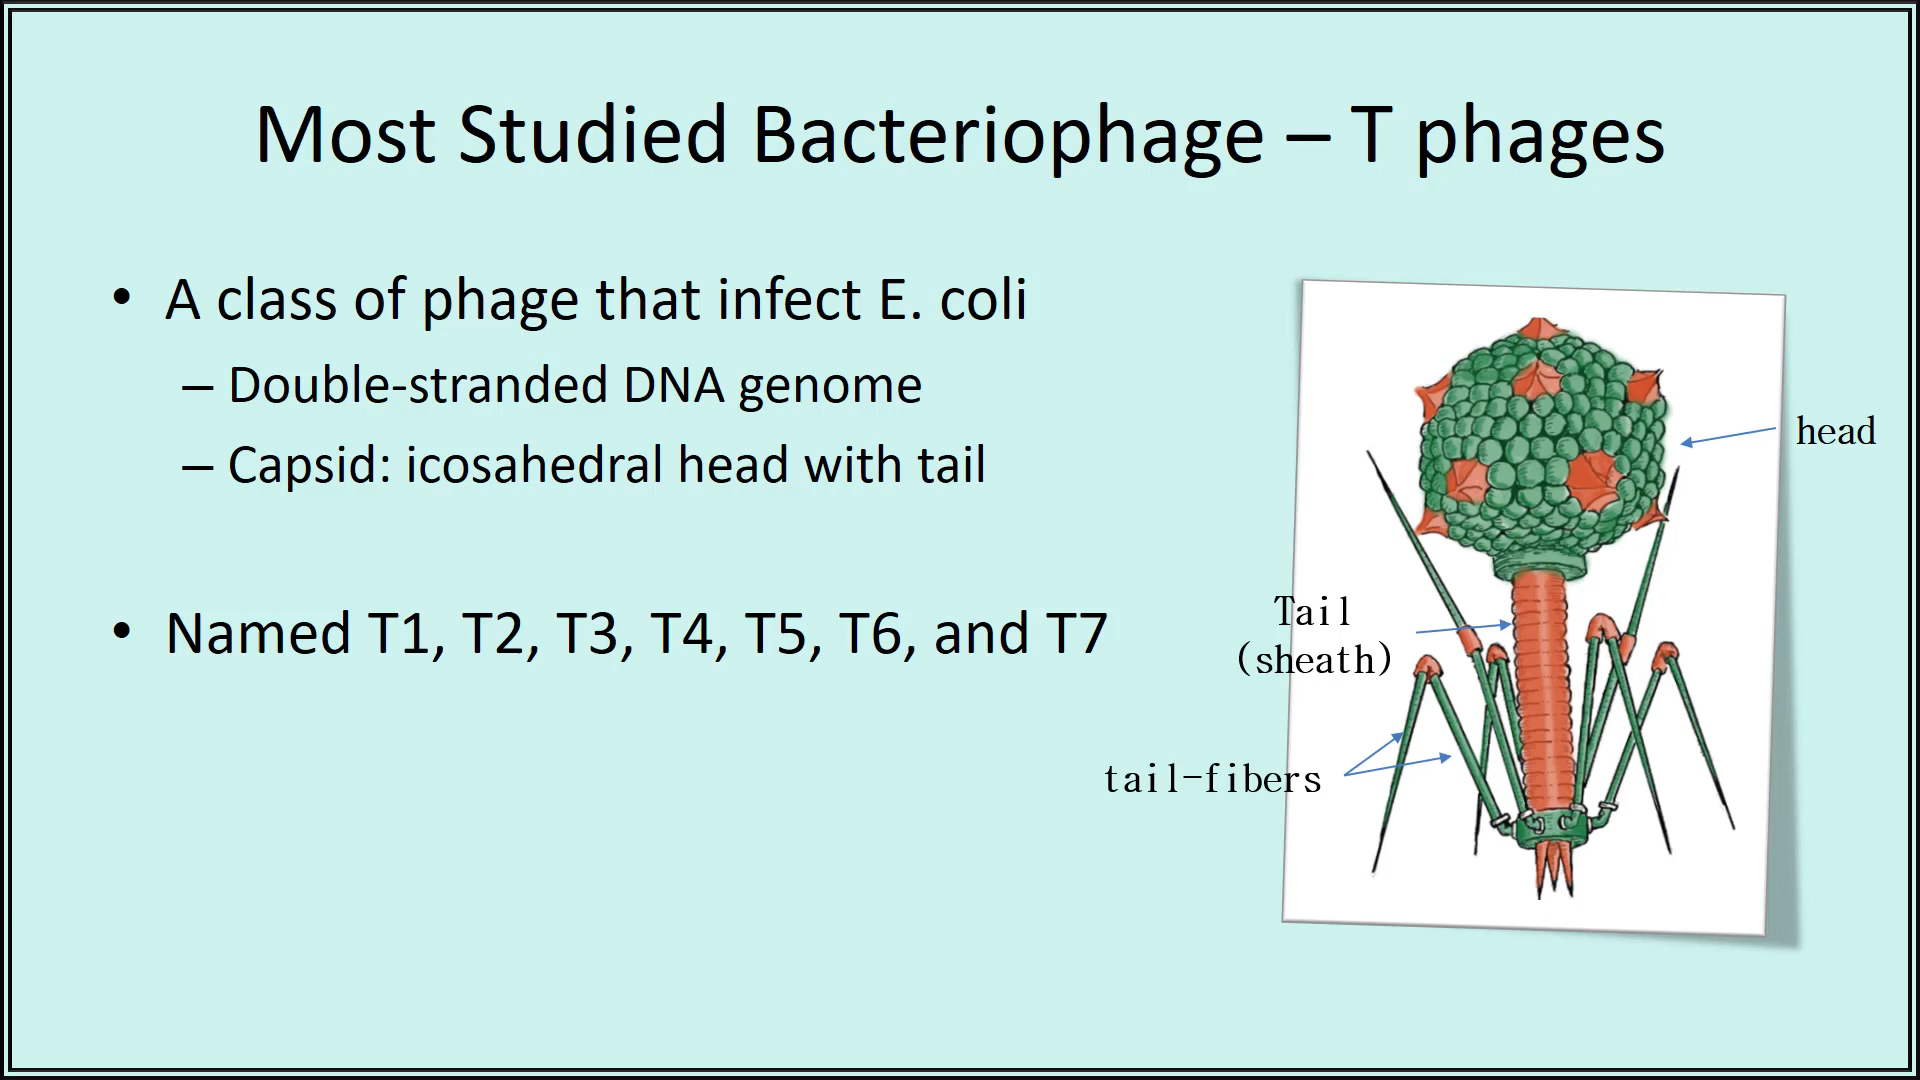 Most Studied Bacteriophage – T phages
• A class of phage that infect E. coli
– Double-stranded DNA genome
– Capsid: icosahedral head with tail
• Named T1, T2, T3, T4, T5, T6, and T7
head
Tail
(sheath)
tail-fibers